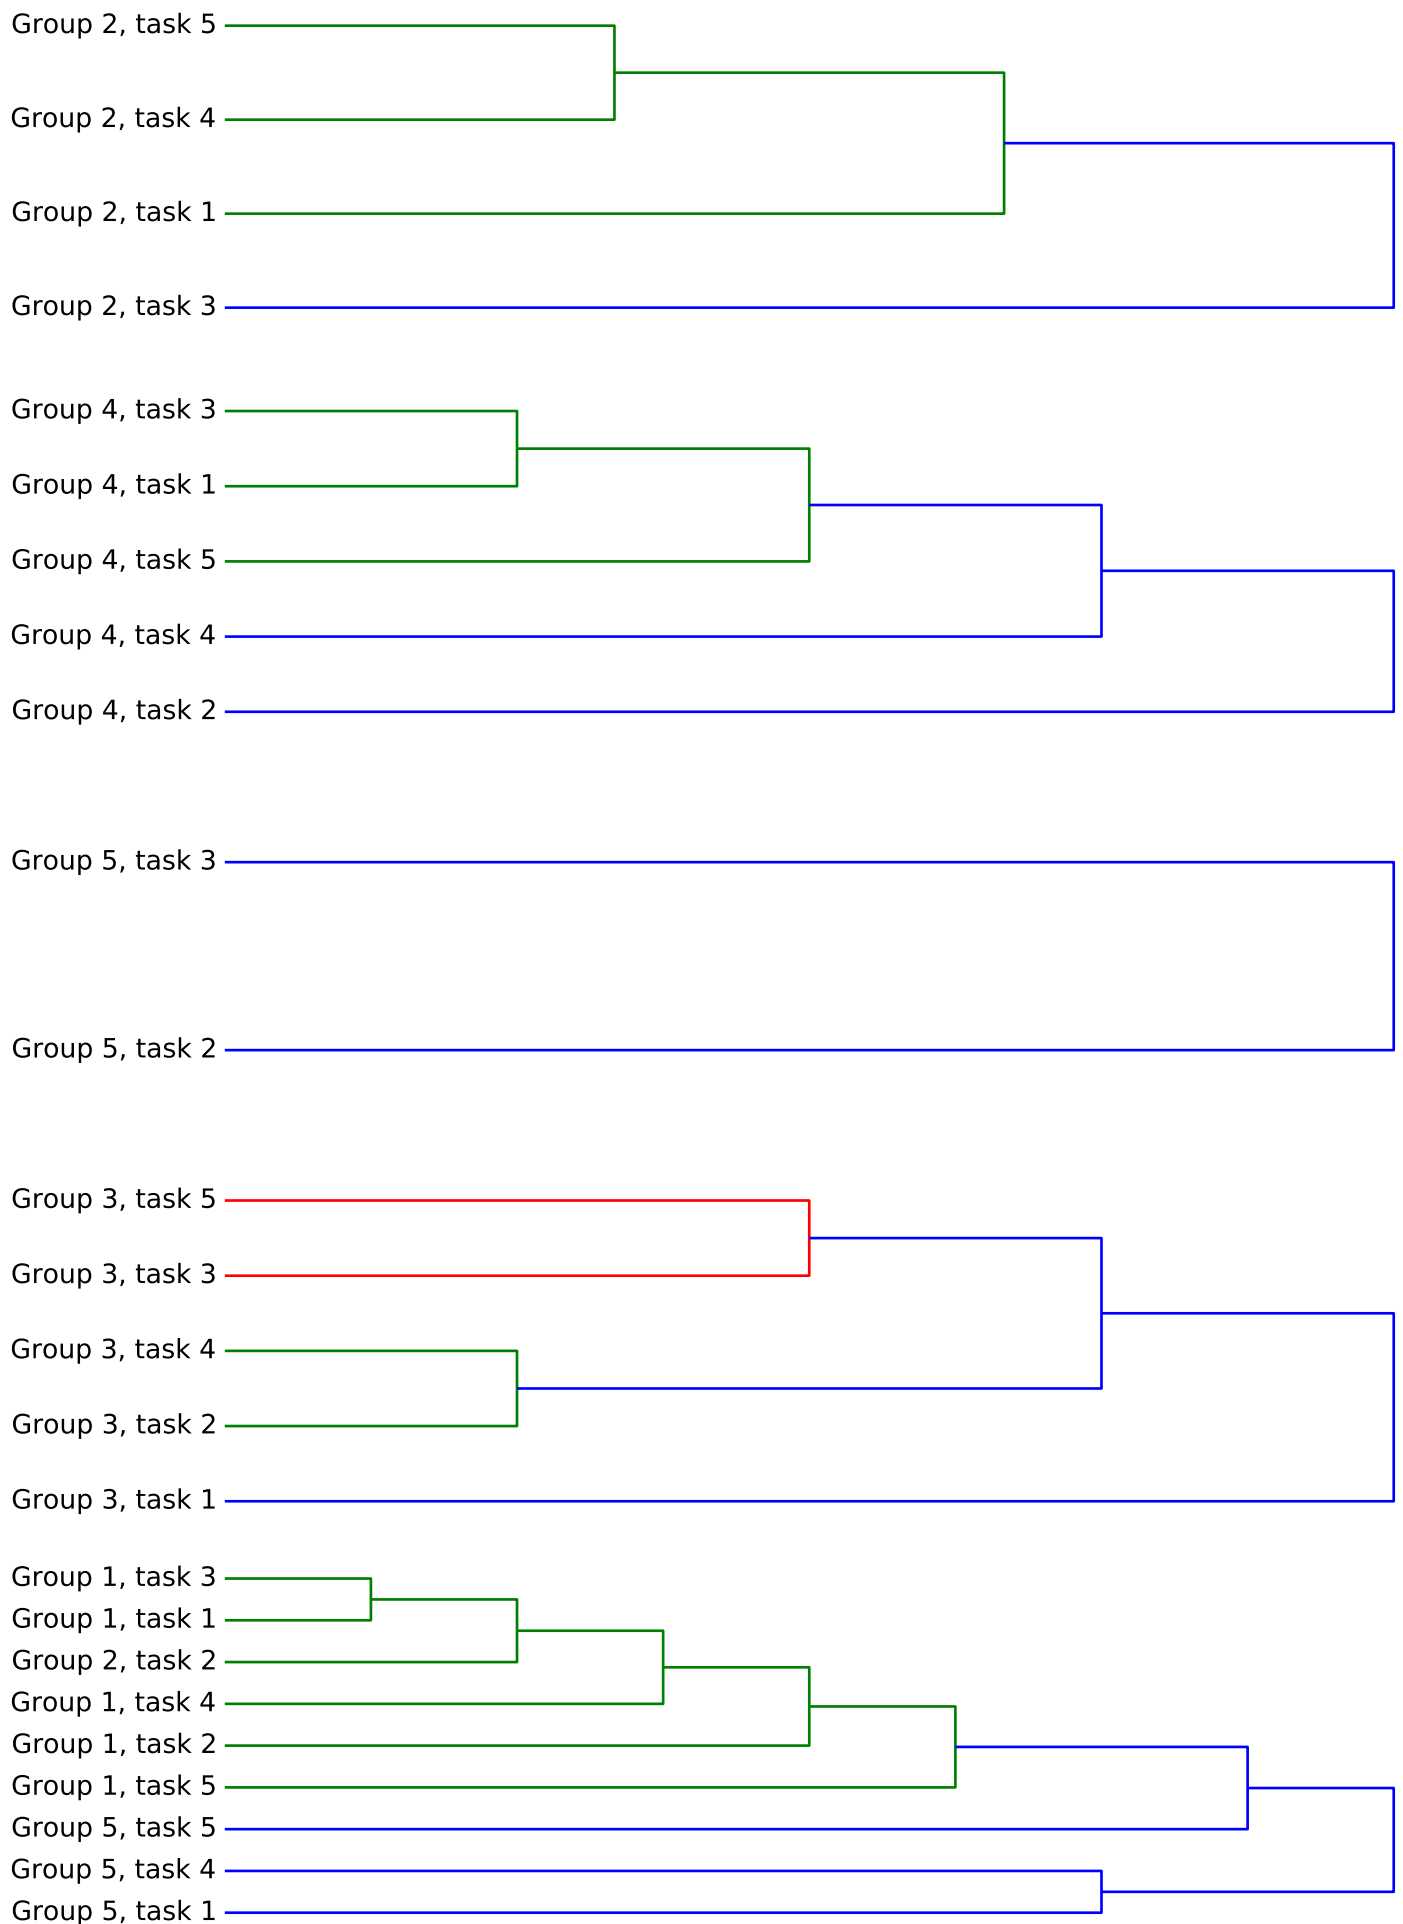 Group 2, task 5
Group 2, task 4
Group 2, task 1
Group 2, task 3
Group 4, task 3
Group 4, task 1
Group 4, task 5
Group 4, task 4
Group 4, task 2
Group 5, task 3
Group 5, task 2
Group 3, task 5
Group 3, task 3
Group 3, task 4
Group 3, task 2
Group 3, task 1
Group 1, task 3
Group 1, task 1
Group 2, task 2
Group 1, task 4
Group 1, task 2
Group 1, task 5
Group 5, task 5
Group 5, task 4
Group 5, task 1